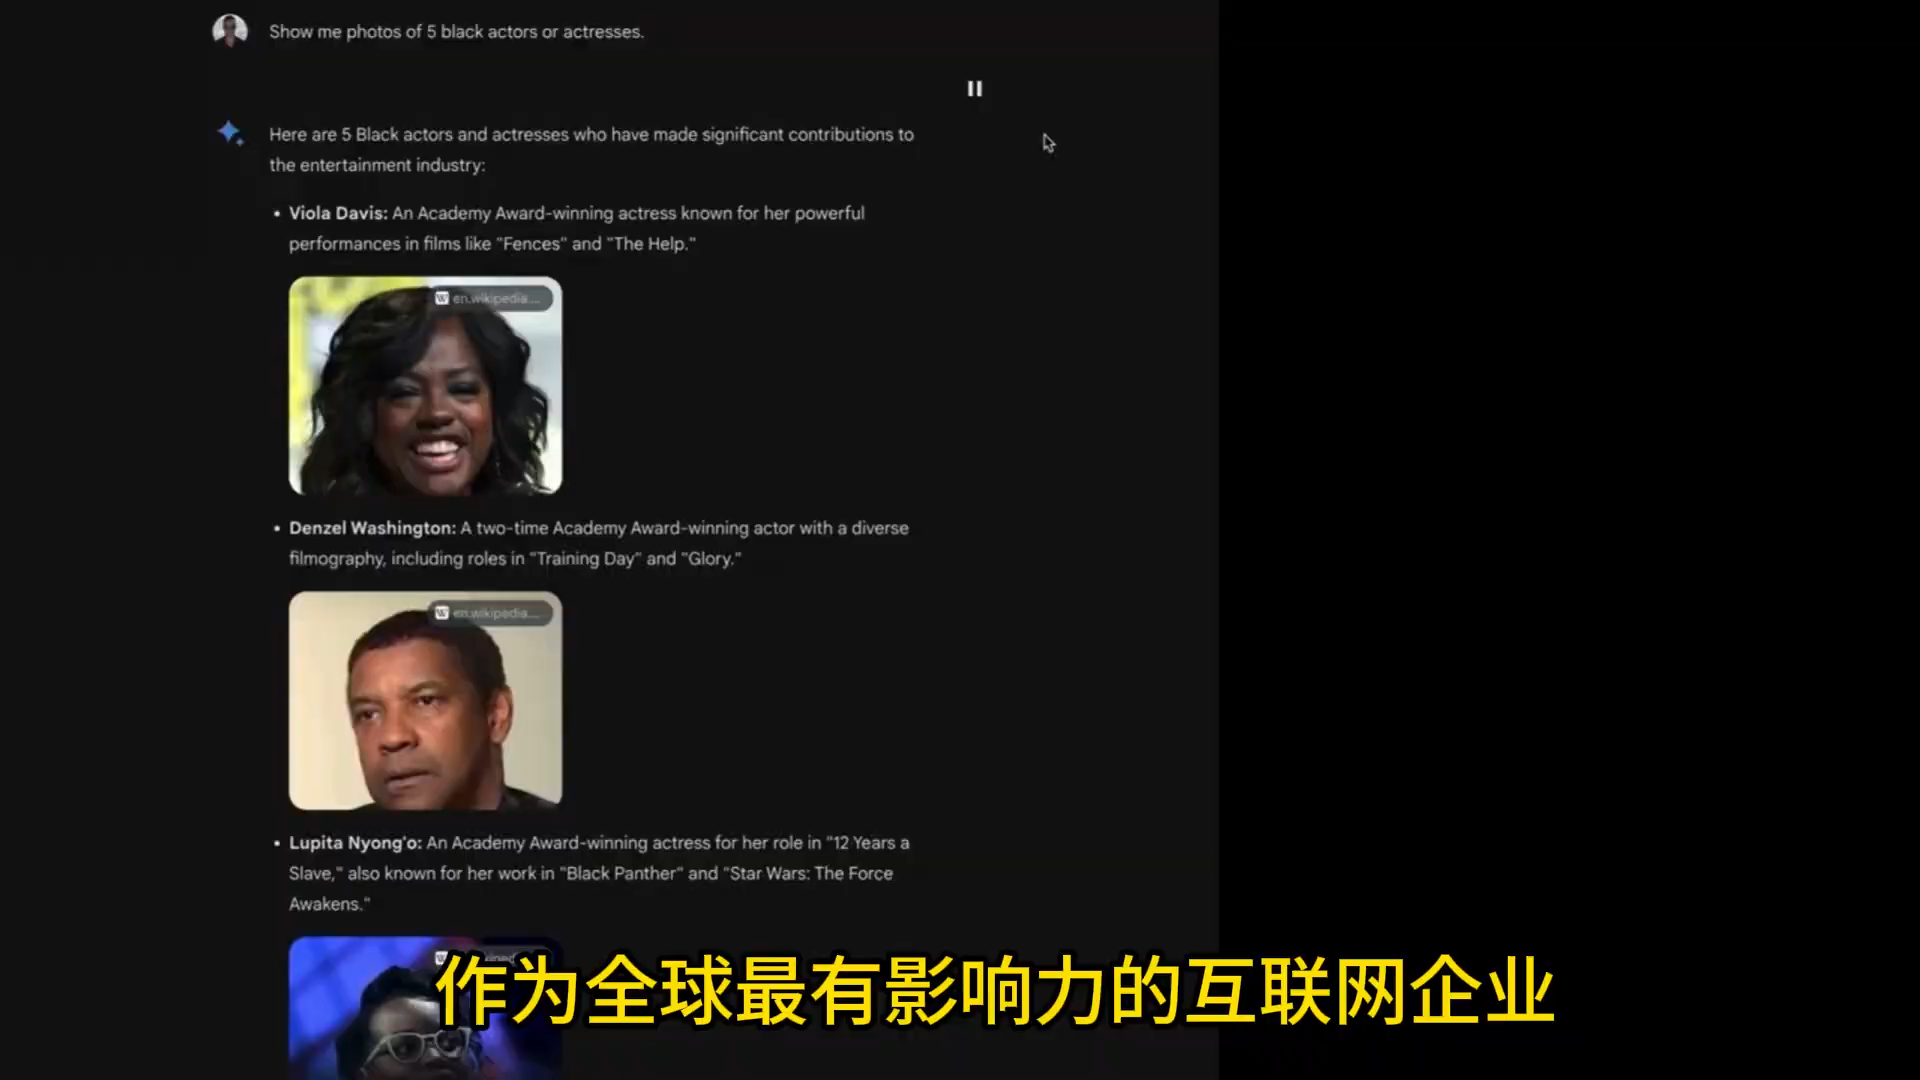 Show me photos of 5 black actors or actresses.
Here are 5 Black actors and actresses who have made significant contributions to
the entertainment industry:
• Viola Davis: An Academy Award-winning actress known for her powerful
performances in films like "Fences" and "The Help."
en.wikipedia....
• Denzel Washington: A two-time Academy Award-winning actor with a diverse
filmography, including roles in "Training Day" and "Glory."
en.wikipedia....
• Lupita Nyong'o: An Academy Award-winning actress for her role in "12 Years a
Slave," also known for her work in "Black Panther" and "Star Wars: The Force
Awakens."
作为全球最有影响力的互联网企业